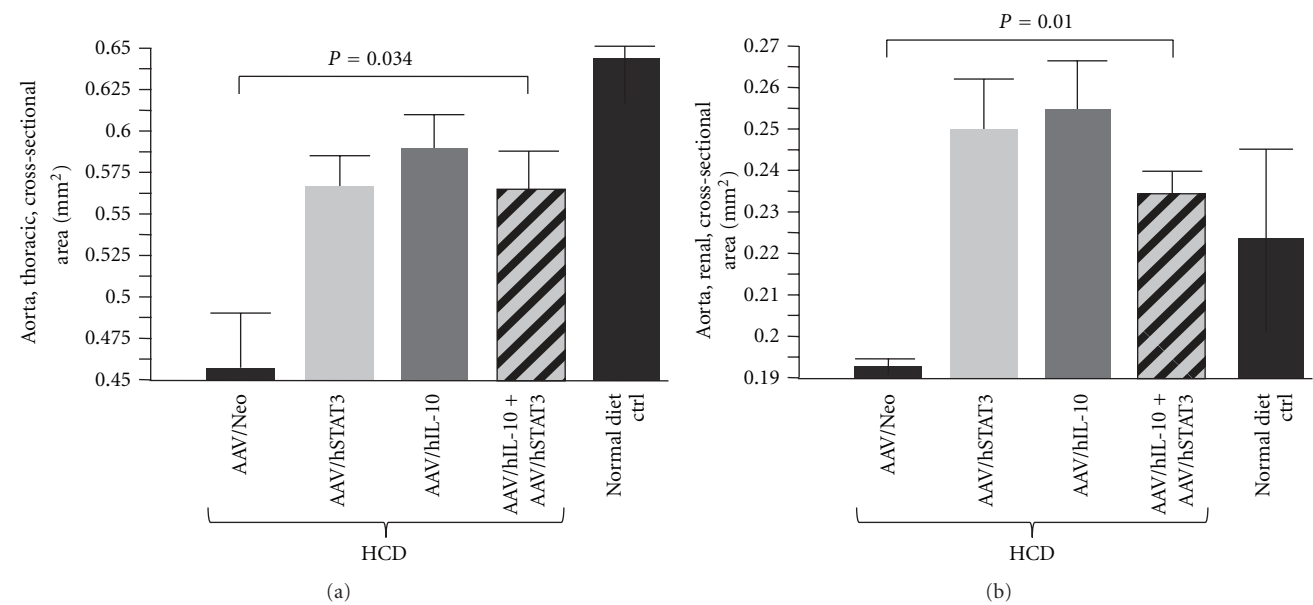 Aorta, thoracic, cross-sectional
area (mm²)
0.65
0.625
0.6
0.575
0.55
0.525
0.5
0.475
0.45
P = 0.034
AAV/Neo
AAV/hSTAT3
AAV/hIL-10
AAV/hIL-10 +
AAV/hSTAT3
Normal diet
ctrl
HCD
(a)
Aorta, renal, cross-sectional
area (mm²)
0.27
0.26
0.25
0.24
0.23
0.22
0.21
0.2
0.19
P = 0.01
AAV/Neo
AAV/hSTAT3
AAV/hIL-10
AAV/hIL-10 +
AAV/hSTAT3
Normal diet
ctrl
HCD
(b)